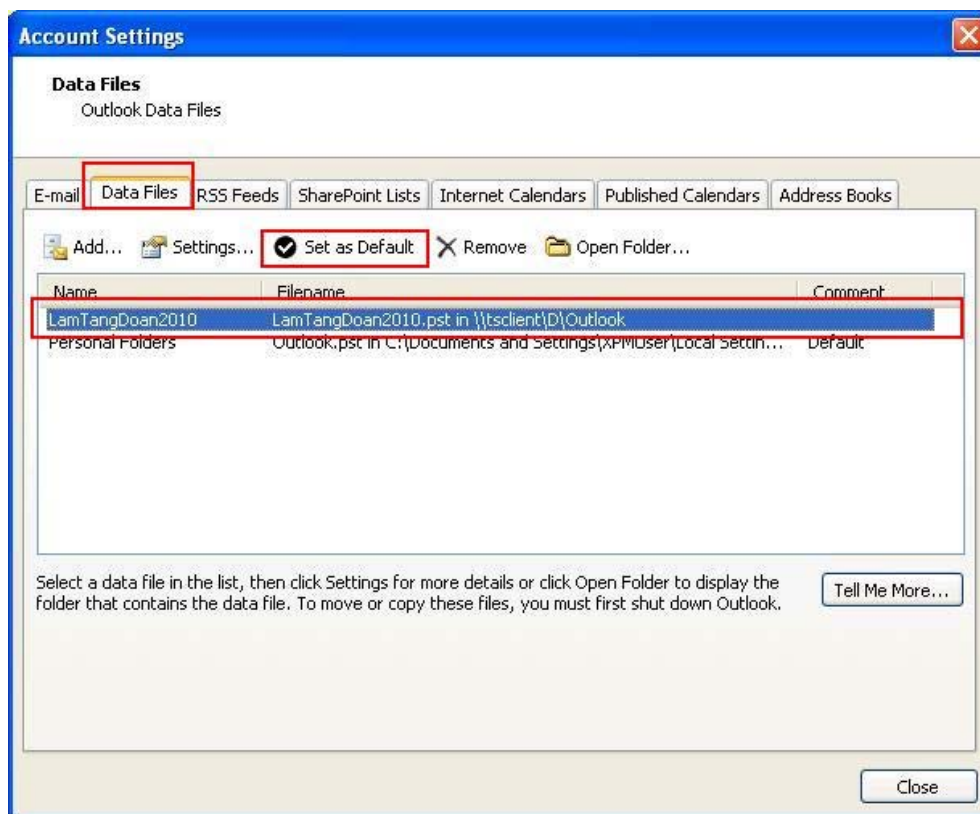 Account Settings
Data Files
Outlook Data Files
E-mail Data Files RSS Feeds SharePoint Lists Internet Calendars Published Calendars Address Books
Add... Settings... Set as Default Remove Open Folder...
Name Filename Comment
LamTangDoan2010 LamTangDoan2010.pst in \\tsclient\D\Outlook
Personal Folders Outlook.pst in C:\Documents and Settings\XPMUser\Local Settin... Default
Select a data file in the list, then click Settings for more details or click Open Folder to display the
folder that contains the data file. To move or copy these files, you must first shut down Outlook.
Tell Me More...
Close